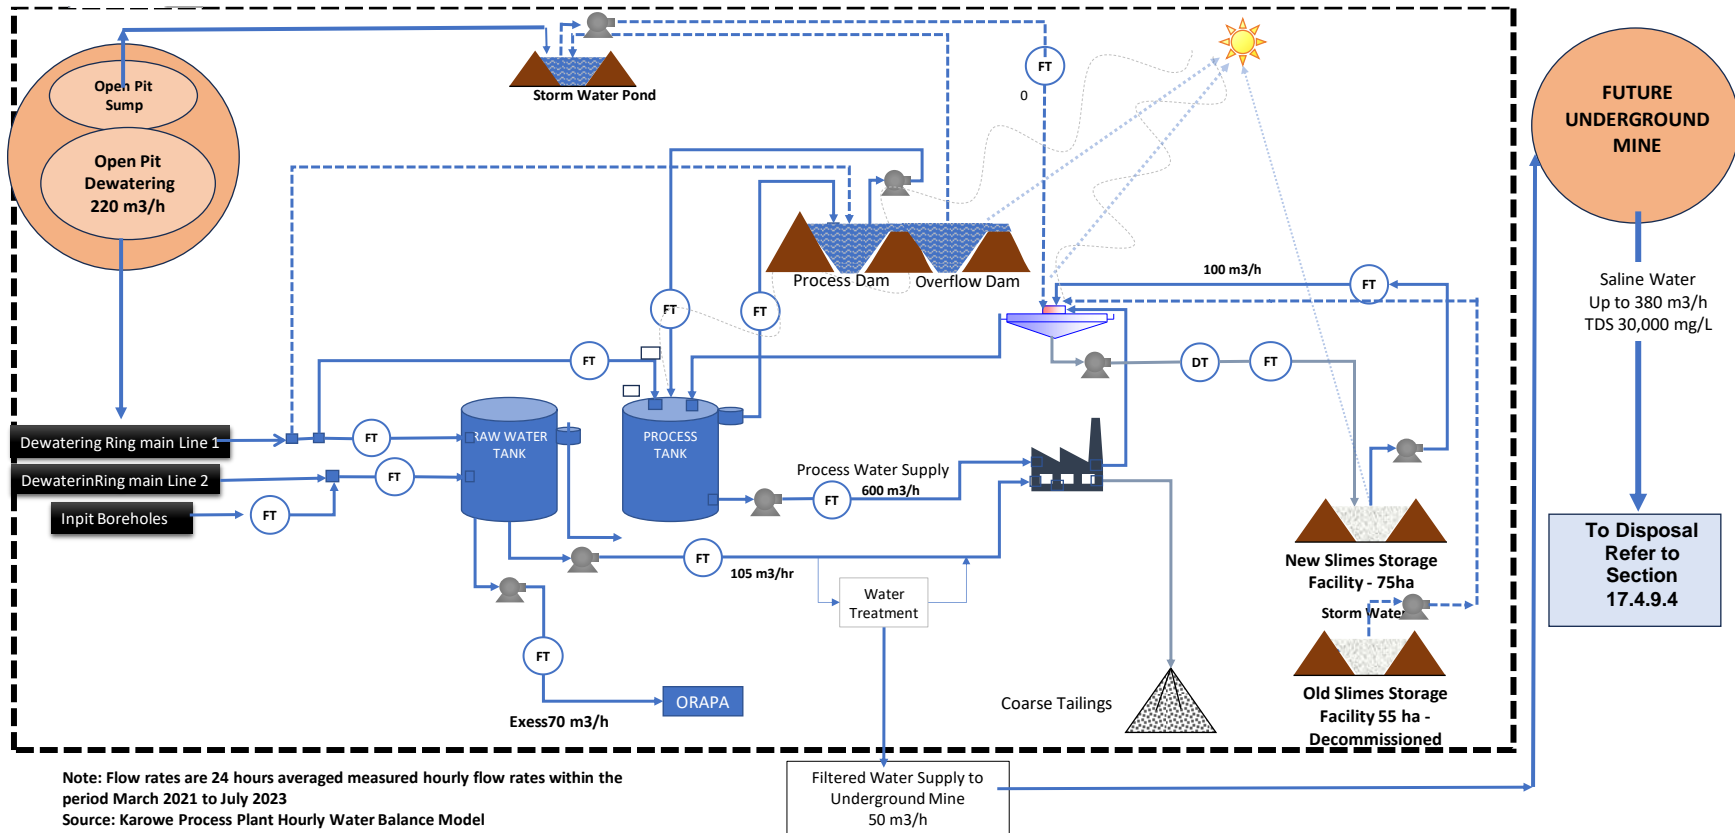 Open Pit
Sump
Open Pit
Dewatering
220 m3/h
Storm Water Pond
FT
0
FUTURE
UNDERGROUND
MINE
Process Dam
Overflow Dam
100 m3/h
FT
Saline Water
Up to 380 m3/h
TDS 30,000 mg/L
FT
FT
FT
DT
FT
Dewatering Ring main Line 1
FT
RAW WATER
TANK
PROCESS
TANK
DewaterinRing main Line 2
FT
Inpit Boreholes
FT
Process Water Supply
600 m3/h
FT
FT
105 m3/hr
Water
Treatment
New Slimes Storage
Facility - 75ha
Storm Water
To Disposal
Refer to
Section
17.4.9.4
FT
ORAPA
Exess70 m3/h
Coarse Tailings
Old Slimes Storage
Facility 55 ha -
Decommissioned
Note: Flow rates are 24 hours averaged measured hourly flow rates within the
period March 2021 to July 2023
Source: Karowe Process Plant Hourly Water Balance Model
Filtered Water Supply to
Underground Mine
50 m3/h